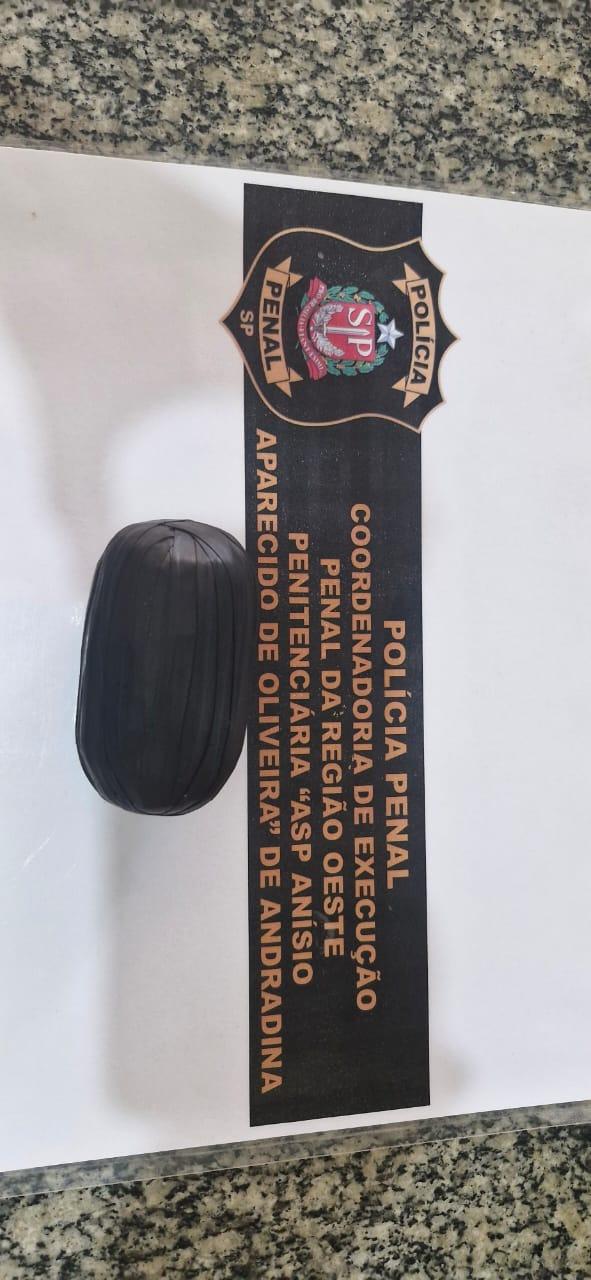 POLÍCIA
SP
PENAL
SP
POLÍCIA PENAL
COORDENADORIA DE EXECUÇÃO
PENAL DA REGIÃO OESTE
PENITENCIÁRIA “ASP ANÍSIO
APARECIDO DE OLIVEIRA” DE ANDRADINA